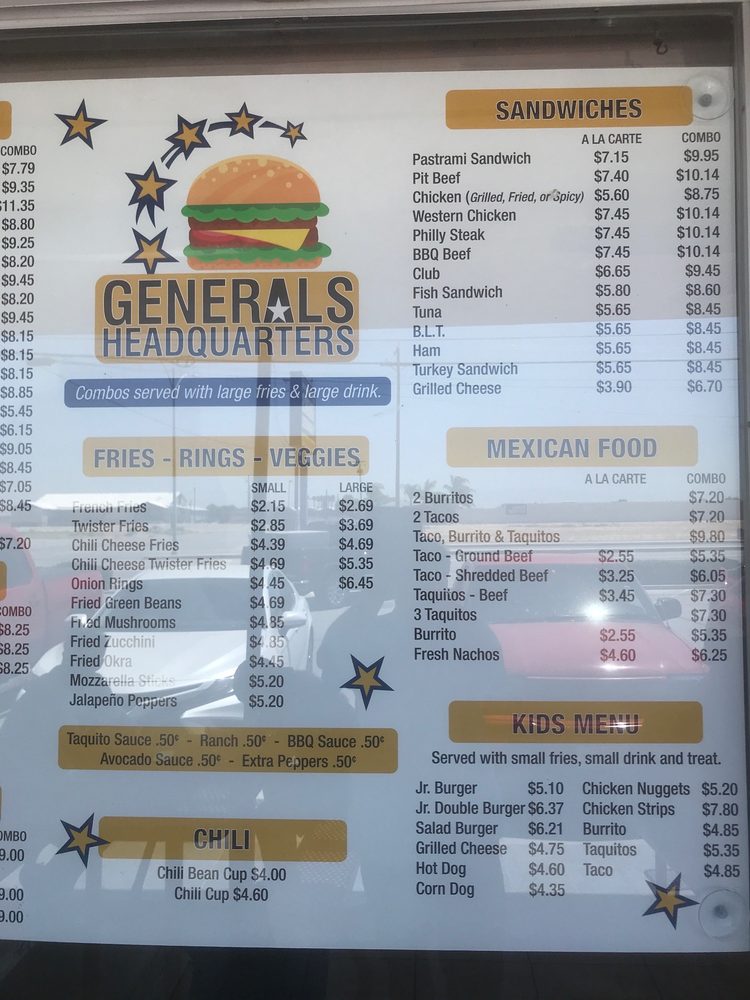 COMBO
$7.79
$9.35
$11.35
$8.80
$9.25
$8.20
$9.45
$8.20
$9.45
$8.15
$8.15
$8.15
$8.85
$5.45
$6.15
$9.05
$8.45
$7.05
$8.45
$7.20
COMBO
$8.25
$8.25
$8.25
OMBO
9.00
9.00
9.00
GENERALS
HEADQUARTERS
Combos served with large fries & large drink.
FRIES - RINGS - VEGGIES
SMALL LARGE
French Fries $2.15 $2.69
Twister Fries $2.85 $3.69
Chili Cheese Fries $4.39 $4.69
Chili Cheese Twister Fries $4.69 $5.35
Onion Rings $4.45 $6.45
Fried Green Beans $4.69
Fried Mushrooms $4.85
Fried Zucchini $4.85
Fried Okra $4.45
Mozzarella Sticks $5.20
Jalapeño Poppers $5.20
Taquito Sauce .50¢ - Ranch .50¢ - BBQ Sauce .50¢
Avocado Sauce .50¢ - Extra Peppers .50¢
CHILI
Chili Bean Cup $4.00
Chili Cup $4.60
SANDWICHES
A LA CARTE COMBO
Pastrami Sandwich $7.15 $9.95
Pit Beef $7.40 $10.14
Chicken (Grilled, Fried, or Spicy) $5.60 $8.75
Western Chicken $7.45 $10.14
Philly Steak $7.45 $10.14
BBQ Beef $7.45 $10.14
Club $6.65 $9.45
Fish Sandwich $5.80 $8.60
Tuna $5.65 $8.45
B.L.T. $5.65 $8.45
Ham $5.65 $8.45
Turkey Sandwich $5.65 $8.45
Grilled Cheese $3.90 $6.70
MEXICAN FOOD
A LA CARTE COMBO
2 Burritos $7.20
2 Tacos $7.20
Taco, Burrito & Taquitos $9.80
Taco - Ground Beef $2.55 $5.35
Taco - Shredded Beef $3.25 $6.05
Taquitos - Beef $3.45 $7.30
3 Taquitos $7.30
Burrito $2.55 $5.35
Fresh Nachos $4.60 $6.25
KIDS MENU
Served with small fries, small drink and treat.
Jr. Burger $5.10 Chicken Nuggets $5.20
Jr. Double Burger $6.37 Chicken Strips $7.80
Salad Burger $6.21 Burrito $4.85
Grilled Cheese $4.75 Taquitos $5.35
Hot Dog $4.60 Taco $4.85
Corn Dog $4.35